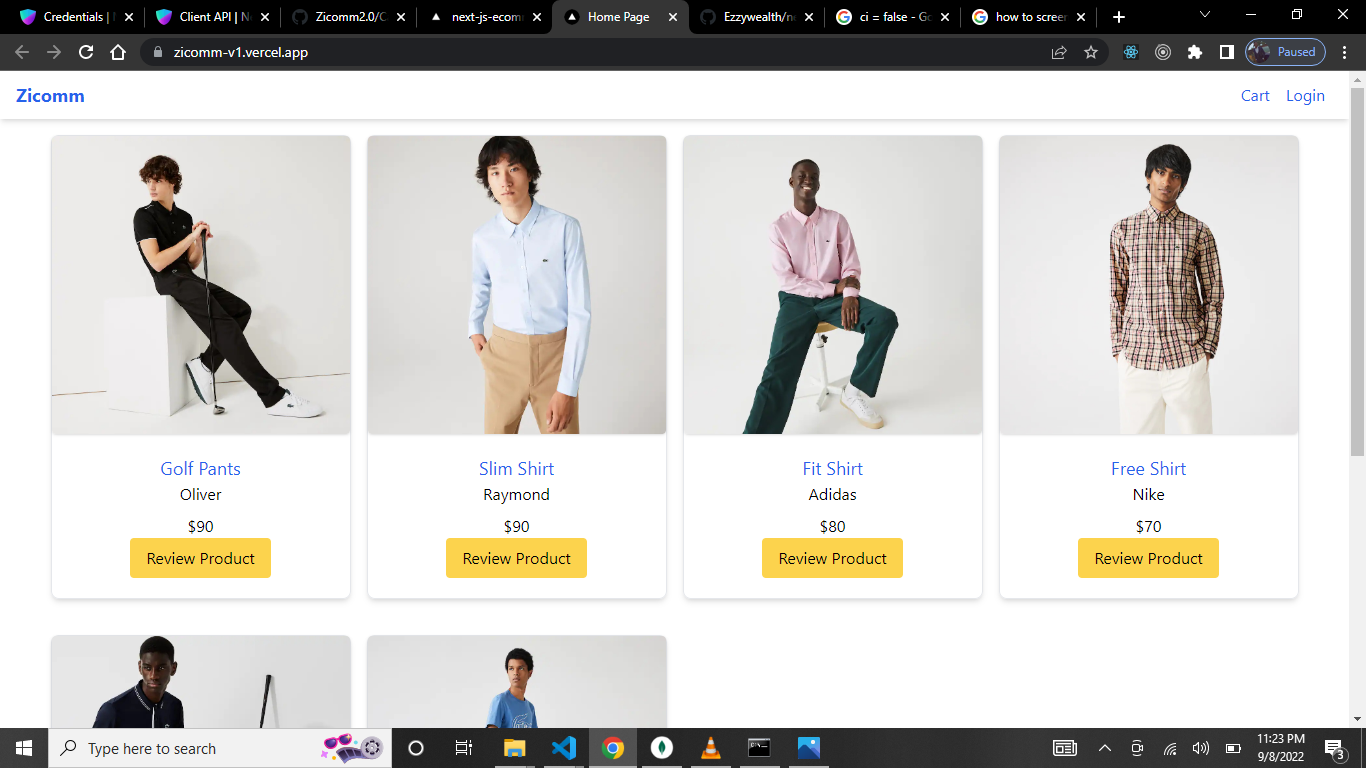 Credentials |
Client API | N
Zicomm2.0/C
next-js-ecom
Home Page
Ezzywealth/n
ci = false - Go
how to screen
zicomm-v1.vercel.app
Paused
Zicomm
Cart Login
Golf Pants Slim Shirt Fit Shirt Free Shirt
Oliver Raymond Adidas Nike
$90 $90 $80 $70
Review Product Review Product Review Product Review Product
Type here to search
11:23 PM
9/8/2022
3